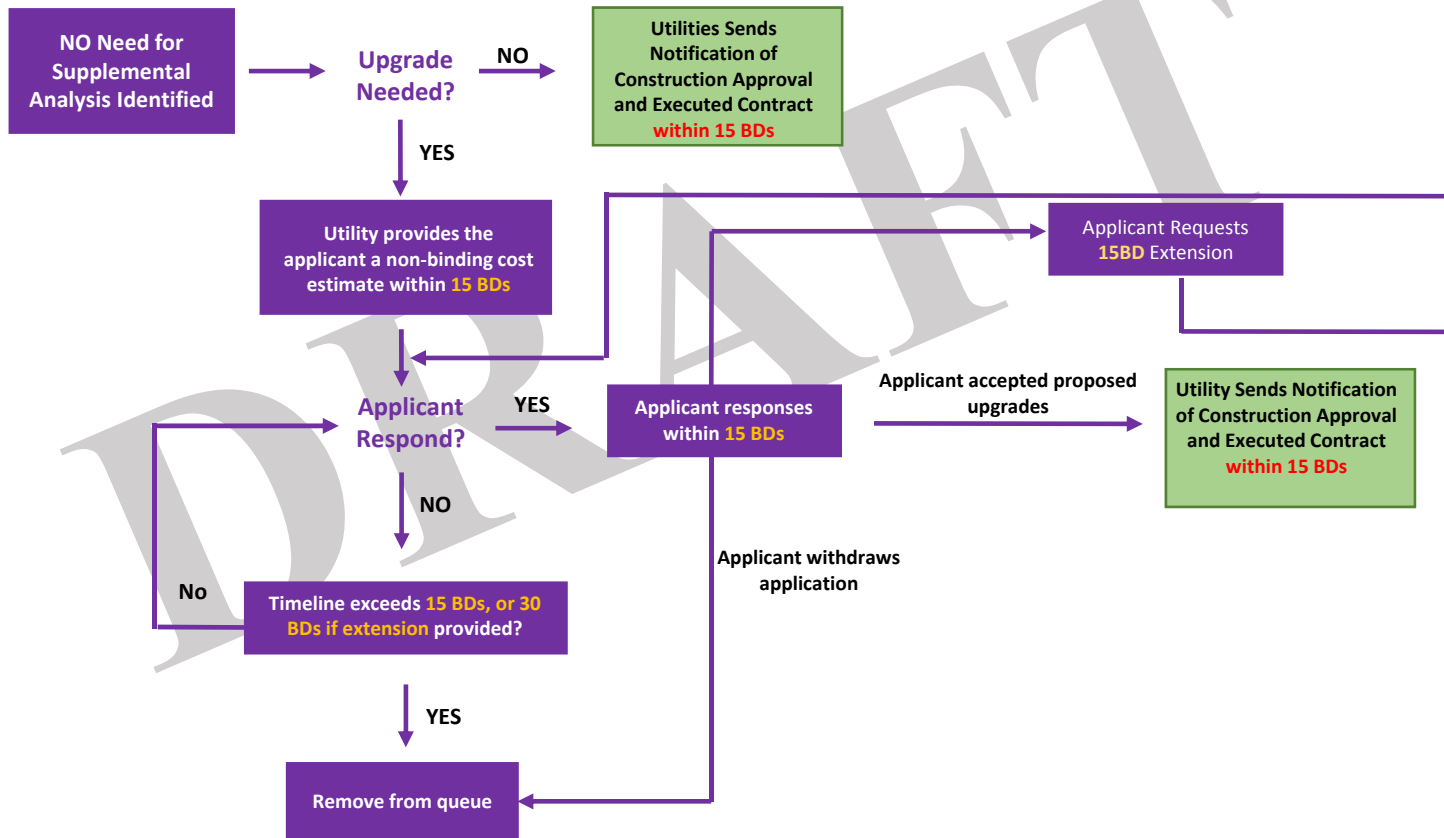 NO Need for
Supplemental
Analysis Identified
Upgrade
Needed?
NO
Utilities Sends
Notification of
Construction Approval
and Executed Contract
within 15 BDs
YES
Utility provides the
applicant a non-binding cost
estimate within 15 BDs
Applicant Requests
15BD Extension
Applicant
Respond?
YES
Applicant responses
within 15 BDs
Applicant accepted proposed
upgrades
Utility Sends Notification
of Construction Approval
and Executed Contract
within 15 BDs
NO
Applicant withdraws
application
No
Timeline exceeds 15 BDs, or 30
BDs if extension provided?
YES
Remove from queue
DRAFT